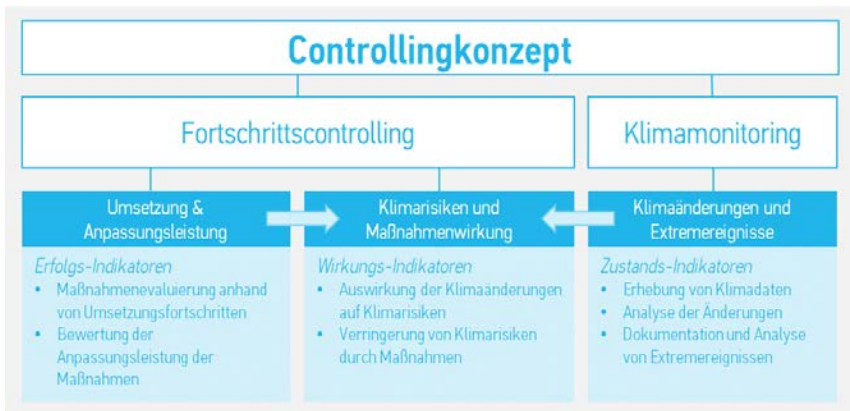 Controllingkonzept
Fortschrittscontrolling
Klimamonitoring
Umsetzung &
Anpassungsleistung
Klimarisiken und
Maßnahmenwirkung
Klimaänderungen und
Extremereignisse
Erfolgs-Indikatoren
• Maßnahmenevaluierung anhand
von Umsetzungsfortschritten
• Bewertung der
Anpassungsleistung der
Maßnahmen
Wirkungs-Indikatoren
• Auswirkung der Klimaänderungen
auf Klimarisiken
• Verringerung von Klimarisiken
durch Maßnahmen
Zustands-Indikatoren
• Erhebung von Klimadaten
• Analyse der Änderungen
• Dokumentation und Analyse
von Extremereignissen